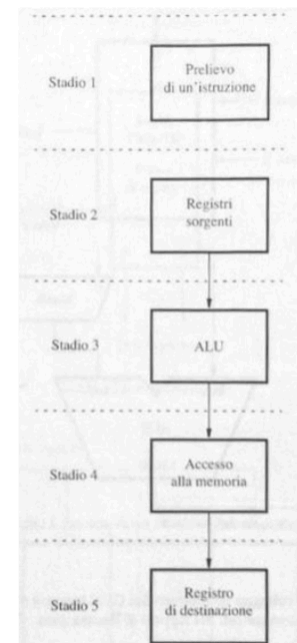 Stadio 1
Prelievo
di un'istruzione
Stadio 2
Registri
sorgenti
Stadio 3
ALU
Stadio 4
Accesso
alla memoria
Stadio 5
Registro
di destinazione